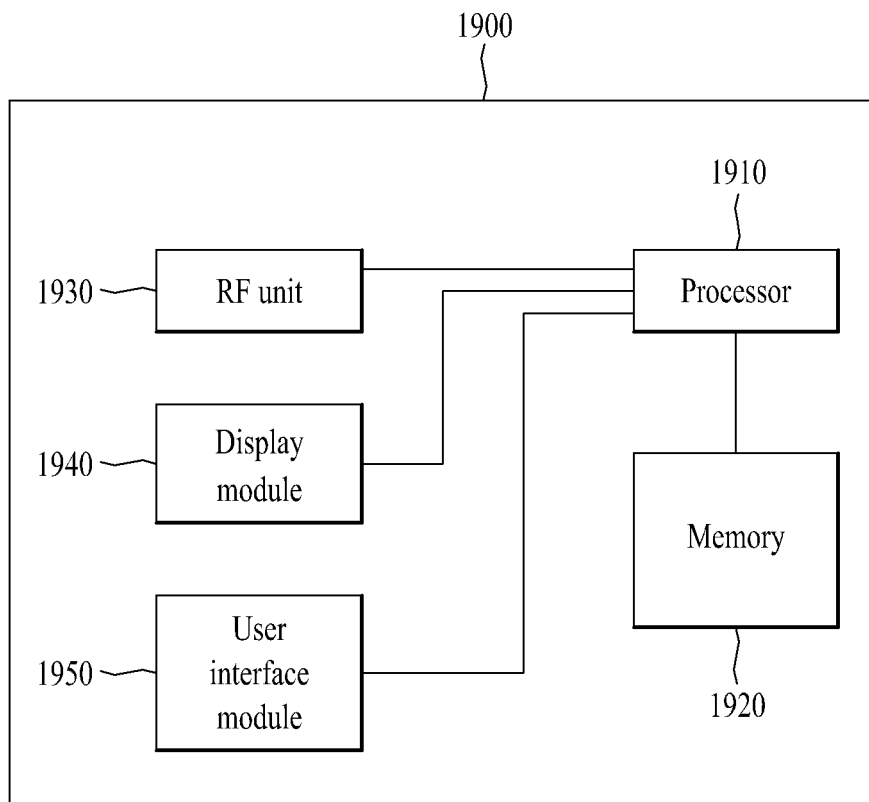 1900
1910
1930
RF unit
Processor
1940
Display
module
Memory
1950
User
interface
module
1920